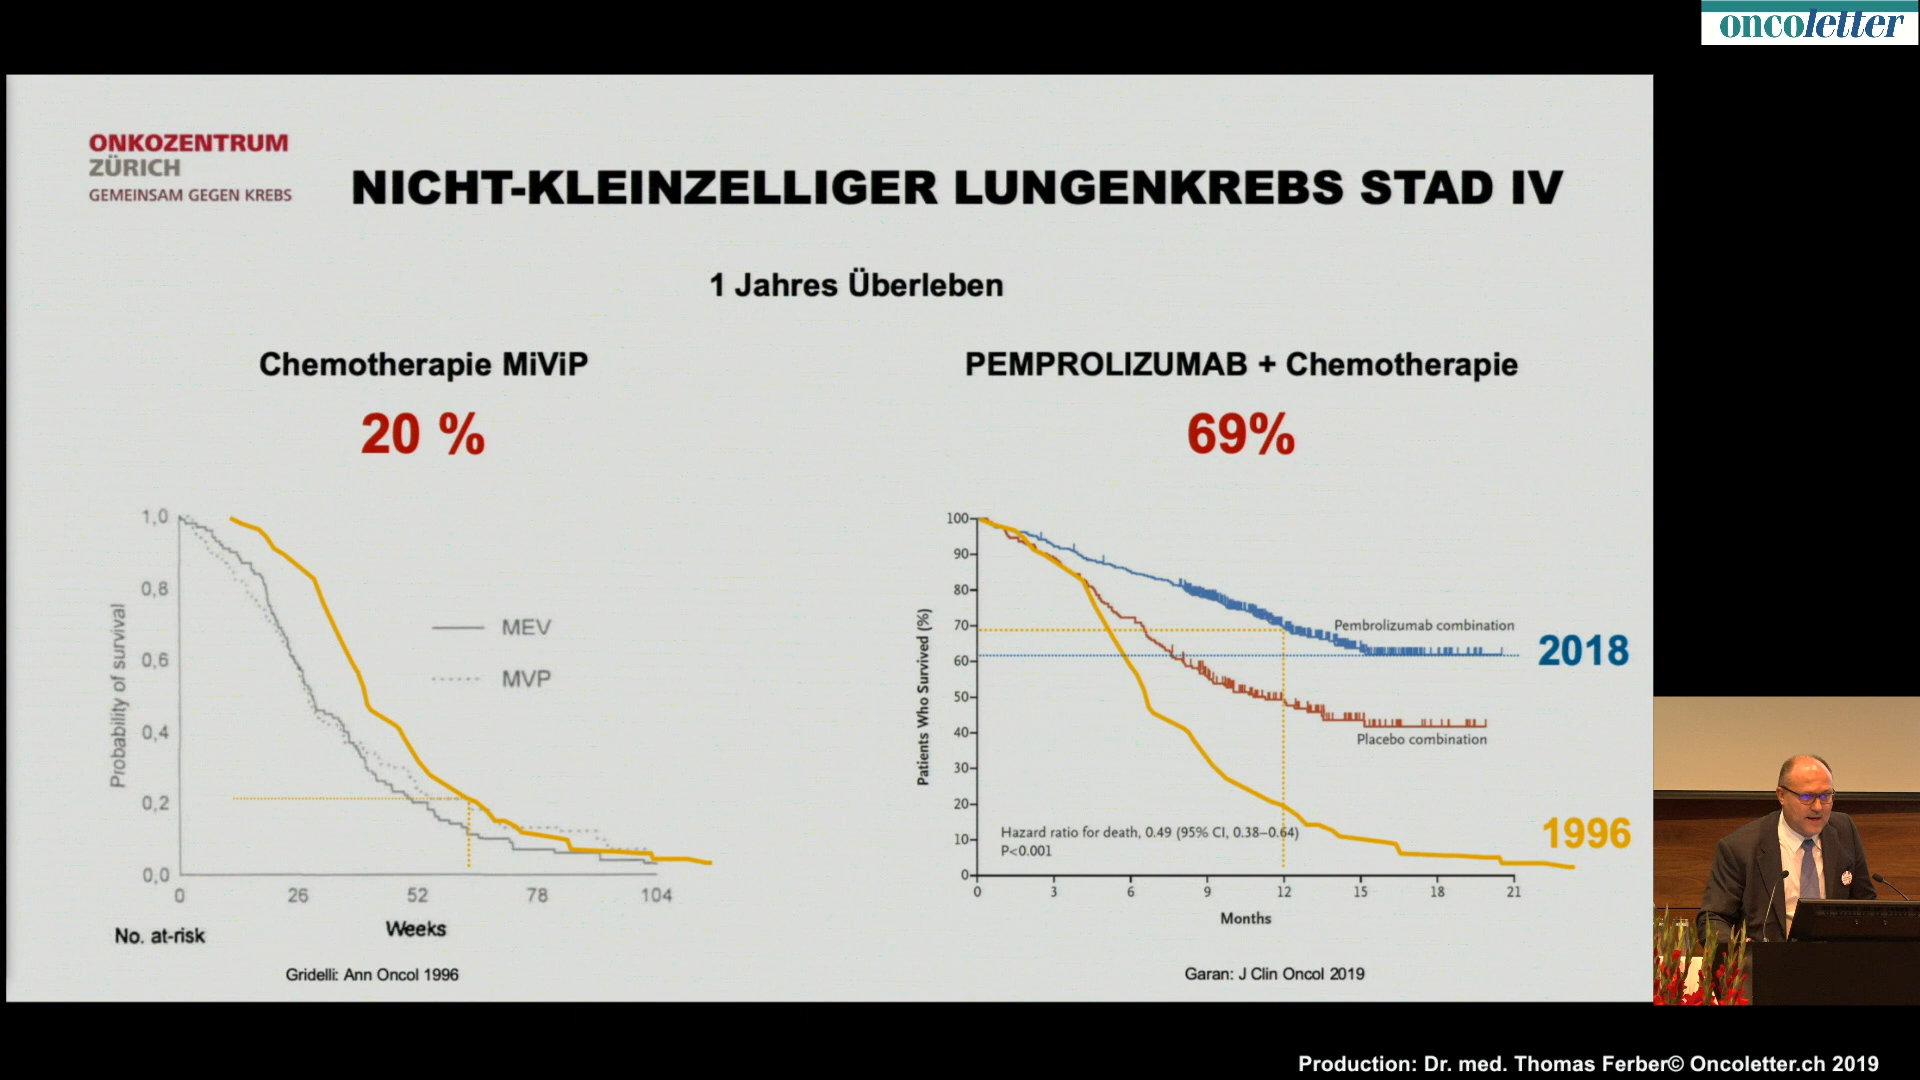 oncoletter
ONKOZENTRUM
ZÜRICH
GEMEINSAM GEGEN KREBS
NICHT-KLEINZELLIGER LUNGENKREBS STAD IV
1 Jahres Überleben
Chemotherapie MiViP
20 %
1,0
0,8
0,6
0,4
0,2
0,0
Probability of survival
MEV
MVP
0 26 52 78 104
Weeks
No. at-risk
Gridelli: Ann Oncol 1996
PEMPROLIZUMAB + Chemotherapie
69%
100
90
80
70
60
50
40
30
20
10
0
Patients Who Survived (%)
Pembrolizumab combination
2018
Placebo combination
1996
Hazard ratio for death, 0.49 (95% CI, 0.38–0.64)
P<0.001
0 3 6 9 12 15 18 21
Months
Garan: J Clin Oncol 2019
Production: Dr. med. Thomas Ferber© Oncoletter.ch 2019